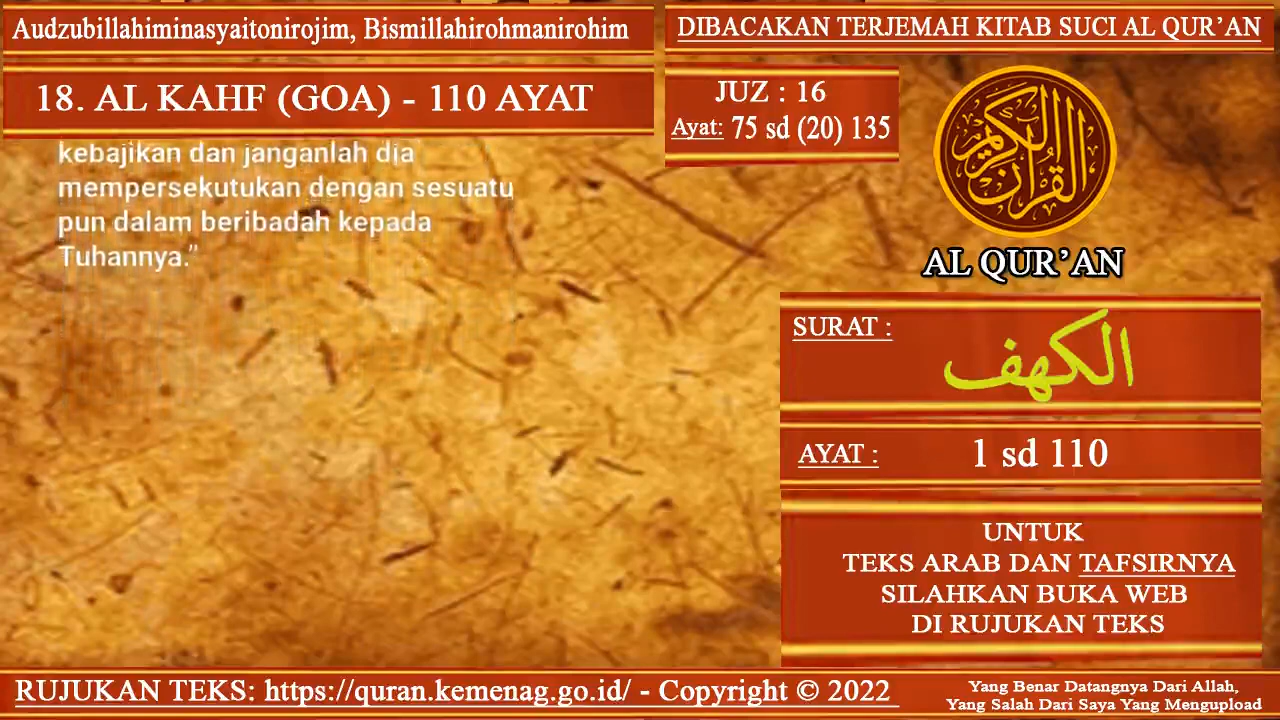 Audzubillahiminasyaitonirojim, Bismillahirohmanirohim
18. AL KAHF (GOA) - 110 AYAT
kebajikan dan janganlah dia
mempersekutukan dengan sesuatu
pun dalam beribadah kepada
Tuhannya.”
DIBACAKAN TERJEMAH KITAB SUCI AL QUR’AN
JUZ : 16
Ayat: 75 sd (20) 135
القرآن الكريم
AL QUR’AN
SURAT :
الكهف
AYAT :
1 sd 110
UNTUK
TEKS ARAB DAN TAFSIRNYA
SILAHKAN BUKA WEB
DI RUJUKAN TEKS
RUJUKAN TEKS: https://quran.kemenag.go.id/ - Copyright © 2022
Yang Benar Datangnya Dari Allah,
Yang Salah Dari Saya Yang Mengupload